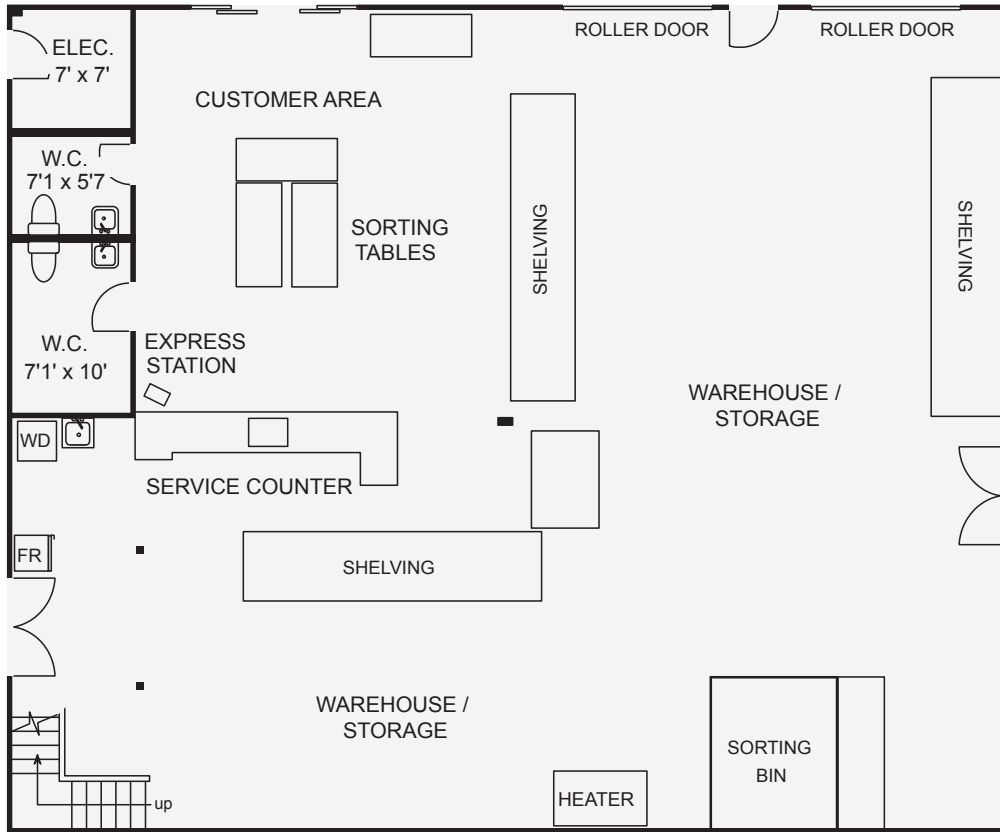 ROLLER DOOR
ROLLER DOOR
ELEC.
7' x 7'
CUSTOMER AREA
W.C.
7'1 x 5'7
SORTING
TABLES
SHELVING
SHELVING
W.C.
7'1' x 10'
EXPRESS
STATION
WAREHOUSE /
STORAGE
WD
SERVICE COUNTER
FR
SHELVING
WAREHOUSE /
STORAGE
SORTING
BIN
HEATER
up